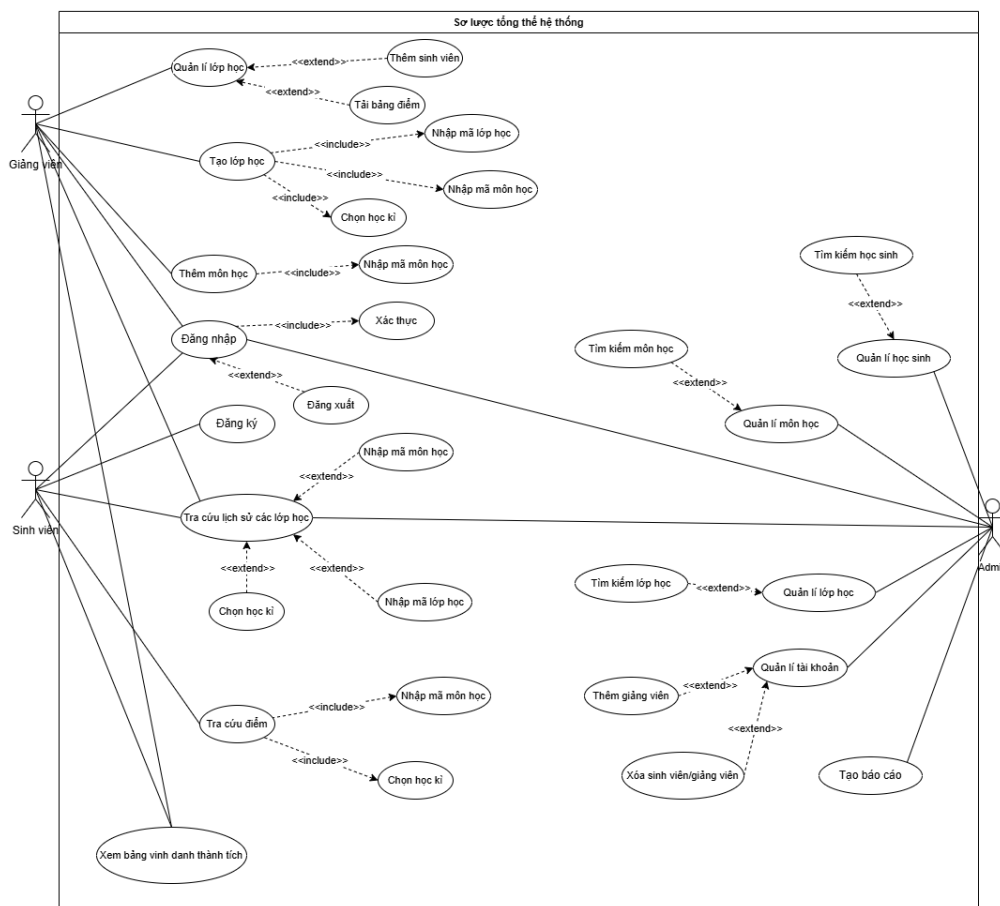 Sơ lược tổng thể hệ thống
Quản lí lớp học
<<extend>>
Thêm sinh viên
<<extend>>
Tải bảng điểm
Giảng viên
Tạo lớp học
<<include>>
Nhập mã lớp học
<<include>>
Nhập mã môn học
<<include>>
Chọn học kì
Thêm môn học
<<include>>
Nhập mã môn học
Tìm kiếm học sinh
<<extend>>
Quản lí học sinh
Đăng nhập
<<include>>
Xác thực
<<extend>>
Đăng xuất
Tìm kiếm môn học
<<extend>>
Quản lí môn học
Đăng ký
Sinh viên
Tra cứu lịch sử các lớp học
<<extend>>
Nhập mã môn học
<<extend>>
Chọn học kì
<<extend>>
Nhập mã lớp học
Admi
Tìm kiếm lớp học
<<extend>>
Quản lí lớp học
Thêm giảng viên
<<extend>>
Quản lí tài khoản
<<extend>>
Xóa sinh viên/giảng viên
Tạo báo cáo
Tra cứu điểm
<<include>>
Nhập mã môn học
<<include>>
Chọn học kì
Xem bảng vinh danh thành tích